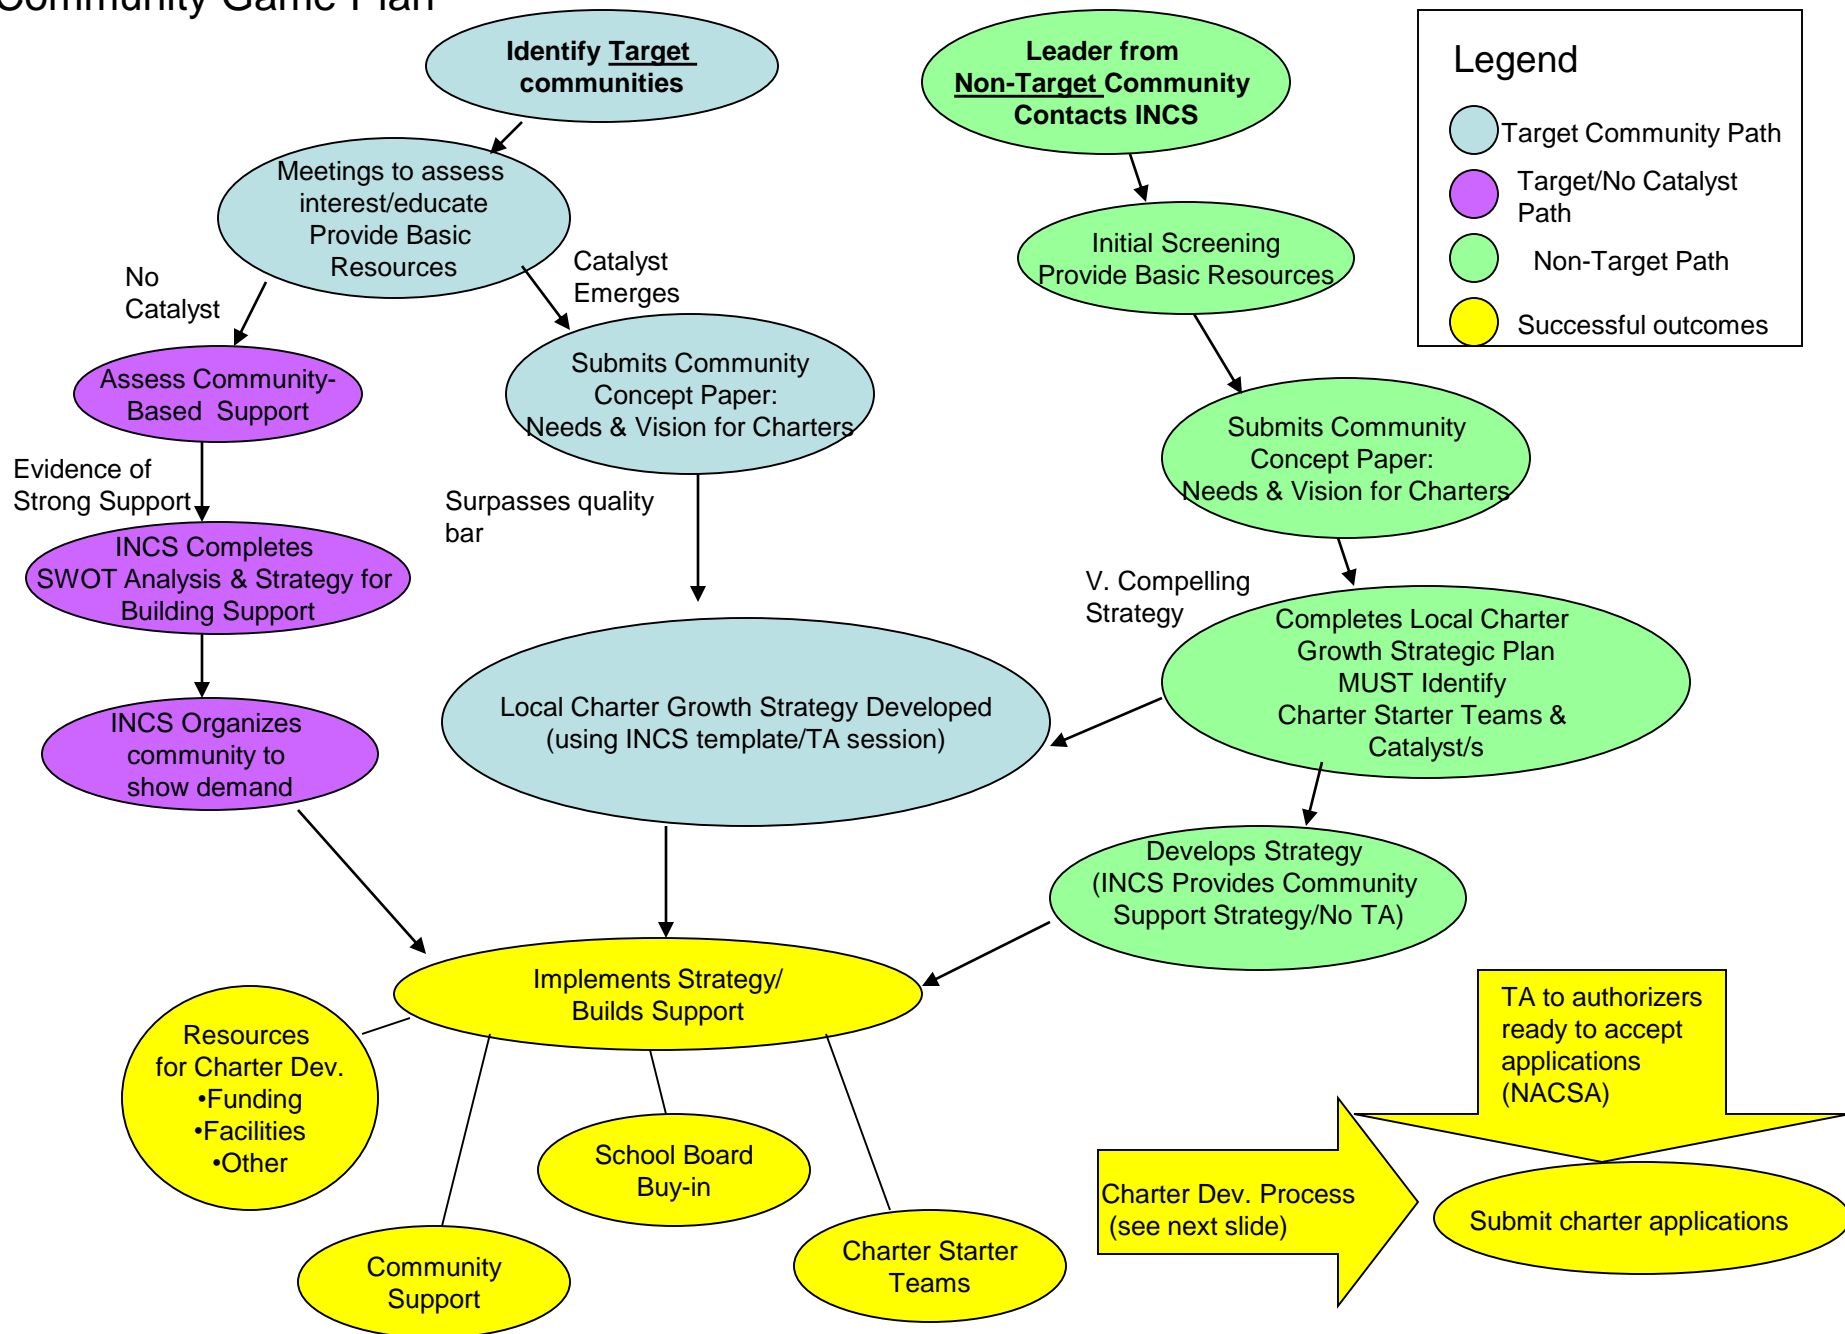 Community Game Plan
Identify Target
communities
Leader from
Non-Target Community
Contacts INCS
Legend
Target Community Path
Target/No Catalyst
Path
Non-Target Path
Successful outcomes
Meetings to assess
interest/educate
Provide Basic
Resources
Initial Screening
Provide Basic Resources
No
Catalyst
Catalyst
Emerges
Assess Community-
Based Support
Submits Community
Concept Paper:
Needs & Vision for Charters
Submits Community
Concept Paper:
Needs & Vision for Charters
Evidence of
Strong Support
Surpasses quality
bar
INCS Completes
SWOT Analysis & Strategy for
Building Support
V. Compelling
Strategy
Completes Local Charter
Growth Strategic Plan
MUST Identify
Charter Starter Teams &
Catalyst/s
INCS Organizes
community to
show demand
Local Charter Growth Strategy Developed
(using INCS template/TA session)
Develops Strategy
(INCS Provides Community
Support Strategy/No TA)
Implements Strategy/
Builds Support
Resources
for Charter Dev.
•Funding
•Facilities
•Other
School Board
Buy-in
Community
Support
Charter Starter
Teams
TA to authorizers
ready to accept
applications
(NACSA)
Charter Dev. Process
(see next slide)
Submit charter applications